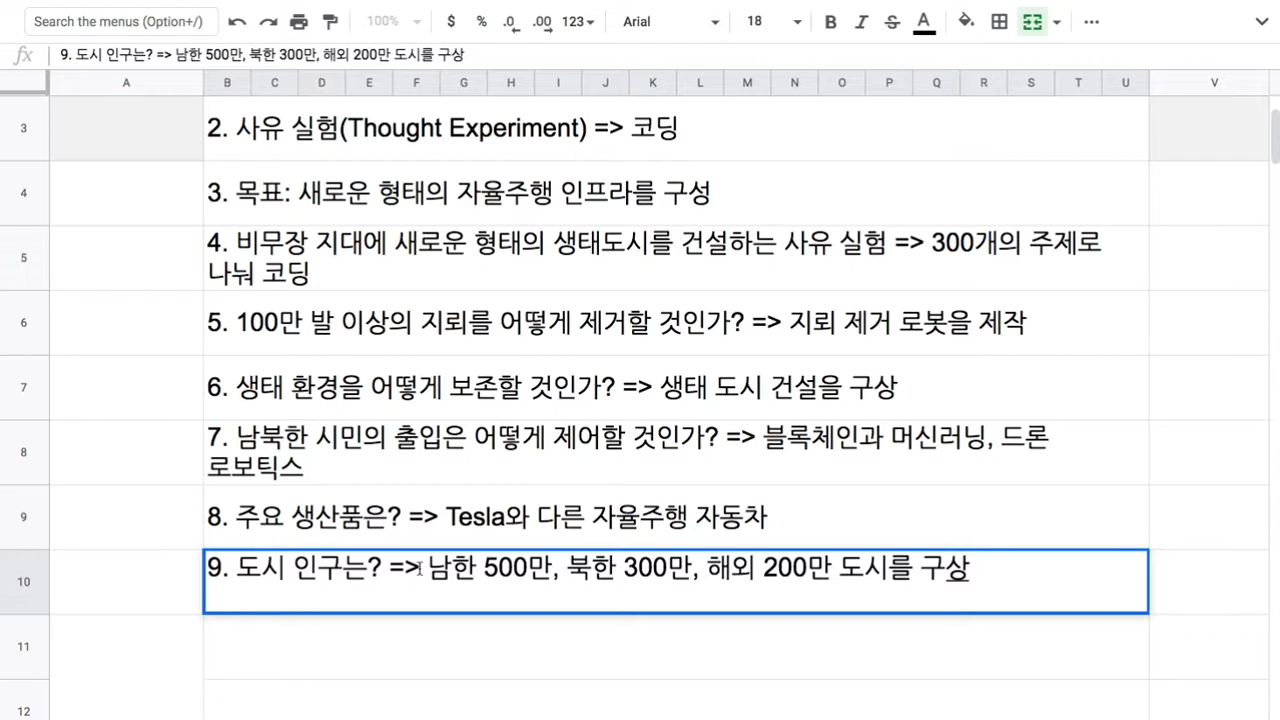 Search the menus (Option+/)
100%
$ % .0 .00 123
Arial
18
B I S A
fx 9. 도시 인구는? => 남한 500만, 북한 300만, 해외 200만 도시를 구상
A B C D E F G H I J K L M N O P Q R S T U V
3 2. 사유 실험(Thought Experiment) => 코딩
4 3. 목표: 새로운 형태의 자율주행 인프라를 구성
5 4. 비무장 지대에 새로운 형태의 생태도시를 건설하는 사유 실험 => 300개의 주제로
나눠 코딩
6 5. 100만 발 이상의 지뢰를 어떻게 제거할 것인가? => 지뢰 제거 로봇을 제작
7 6. 생태 환경을 어떻게 보존할 것인가? => 생태 도시 건설을 구상
8 7. 남북한 시민의 출입은 어떻게 제어할 것인가? => 블록체인과 머신러닝, 드론
로보틱스
9 8. 주요 생산품은? => Tesla와 다른 자율주행 자동차
10 9. 도시 인구는? => 남한 500만, 북한 300만, 해외 200만 도시를 구상
11
12